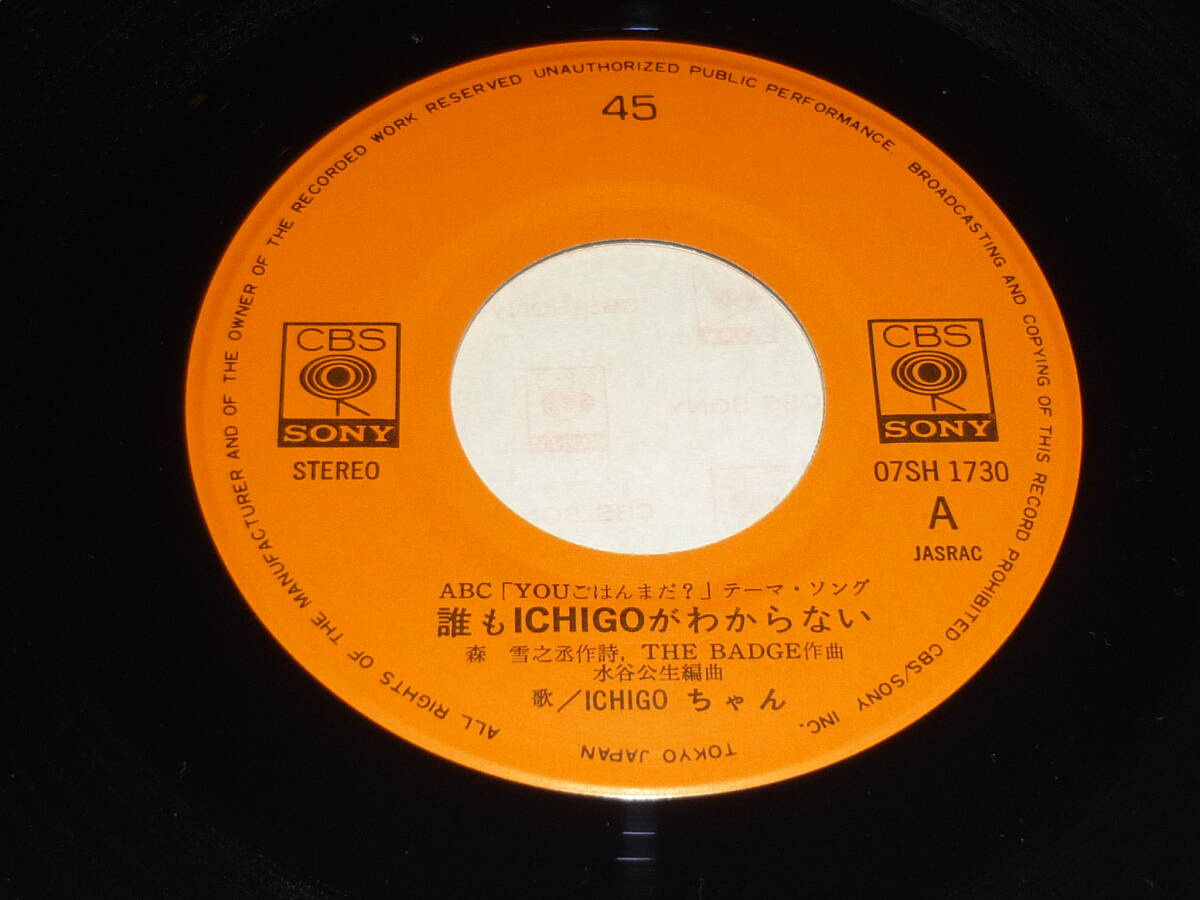 45
ALL RIGHTS OF THE MANUFACTURER AND OF THE OWNER OF THE RECORDED WORK RESERVED UNAUTHORIZED PUBLIC PERFORMANCE. BROADCASTING AND COPYING OF THIS RECORD PROHIBITED CBS/SONY INC.
TOKYO JAPAN.
CBS
SONY
STEREO
CBS
SONY
07SH 1730
A
JASRAC
ABC「YOUごはんまだ?」テーマ・ソング
誰もICHIGOがわからない
森 雪之丞作詩, THE BADGE作曲
水谷公生編曲
歌/ICHIGO ちゃん